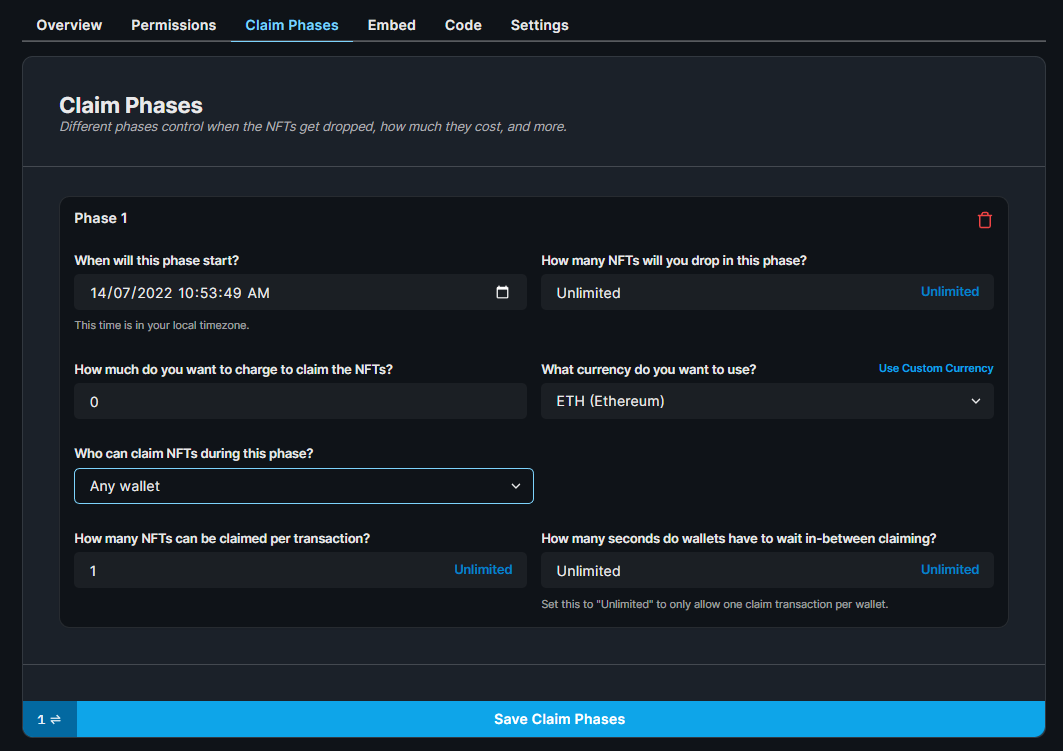 Overview Permissions Claim Phases Embed Code Settings
Claim Phases
Different phases control when the NFTs get dropped, how much they cost, and more.
Phase 1
When will this phase start?
14/07/2022 10:53:49 AM
This time is in your local timezone.
How many NFTs will you drop in this phase?
Unlimited Unlimited
How much do you want to charge to claim the NFTs?
0
What currency do you want to use? Use Custom Currency
ETH (Ethereum)
Who can claim NFTs during this phase?
Any wallet
How many NFTs can be claimed per transaction?
1 Unlimited
How many seconds do wallets have to wait in-between claiming?
Unlimited Unlimited
Set this to "Unlimited" to only allow one claim transaction per wallet.
1 ⇌ Save Claim Phases